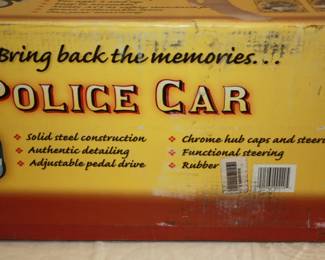 Bring back the memories...
POLICE CAR
Solid steel construction
Authentic detailing
Adjustable pedal drive
Chrome hub caps and steeri
Functional steering
Rubber